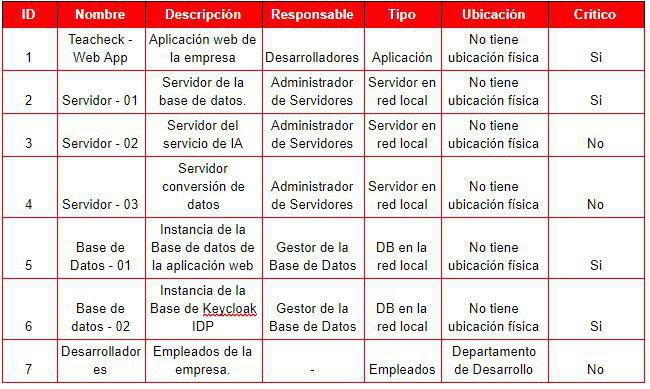 ID Nombre Descripción Responsable Tipo Ubicación Crítico
1 Teacheck - Web App Aplicación web de la empresa Desarrolladores Aplicación No tiene ubicación física Si
2 Servidor - 01 Servidor de la base de datos. Administrador de Servidores Servidor en red local No tiene ubicación física Si
3 Servidor - 02 Servidor del servicio de IA Administrador de Servidores Servidor en red local No tiene ubicación física No
4 Servidor - 03 Servidor conversión de datos Administrador de Servidores Servidor en red local No tiene ubicación física No
5 Base de Datos - 01 Instancia de la Base de datos de la aplicación web Gestor de la Base de Datos DB en la red local No tiene ubicación física Si
6 Base de datos - 02 Instancia de la Base de Keycloak IDP Gestor de la Base de Datos DB en la red local No tiene ubicación física Si
7 Desarrolladores Empleados de la empresa. - Empleados Departamento de Desarrollo No